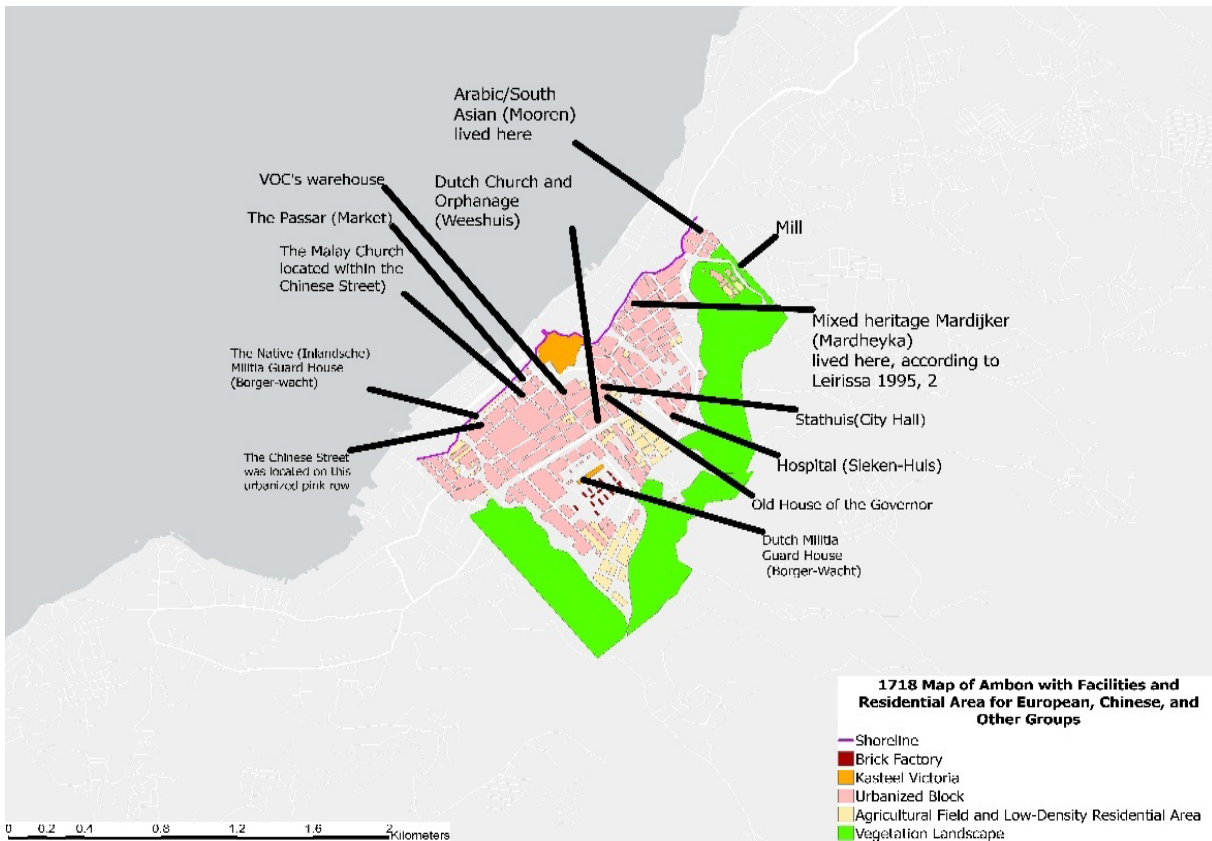 Arabic/South
Asian (Mooren)
lived here
VOC's warehouse
Dutch Church and
Orphanage
(Weeshuis)
The Passar (Market)
The Malay Church
located within the
Chinese Street)
Mill
Mixed heritage Mardijker
(Mardheyka)
lived here, according to
Leirissa 1995, 2
The Native (Inlandsche)
Militia Guard House
(Borger-wacht)
Stathuis(City Hall)
The Chinese Street
was located on this
urbanized pink row
Hospital (Sieken-Huis)
Old House of the Governor
Dutch Militia
Guard House
(Borger-Wacht)
1718 Map of Ambon with Facilities and
Residential Area for European, Chinese, and
Other Groups
Shoreline
Brick Factory
Kasteel Victoria
Urbanized Block
Agricultural Field and Low-Density Residential Area
Vegetation Landscape
0 0.2 0.4 0.8 1.2 1.6 2
Kilometers